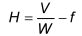 H = V/W − f